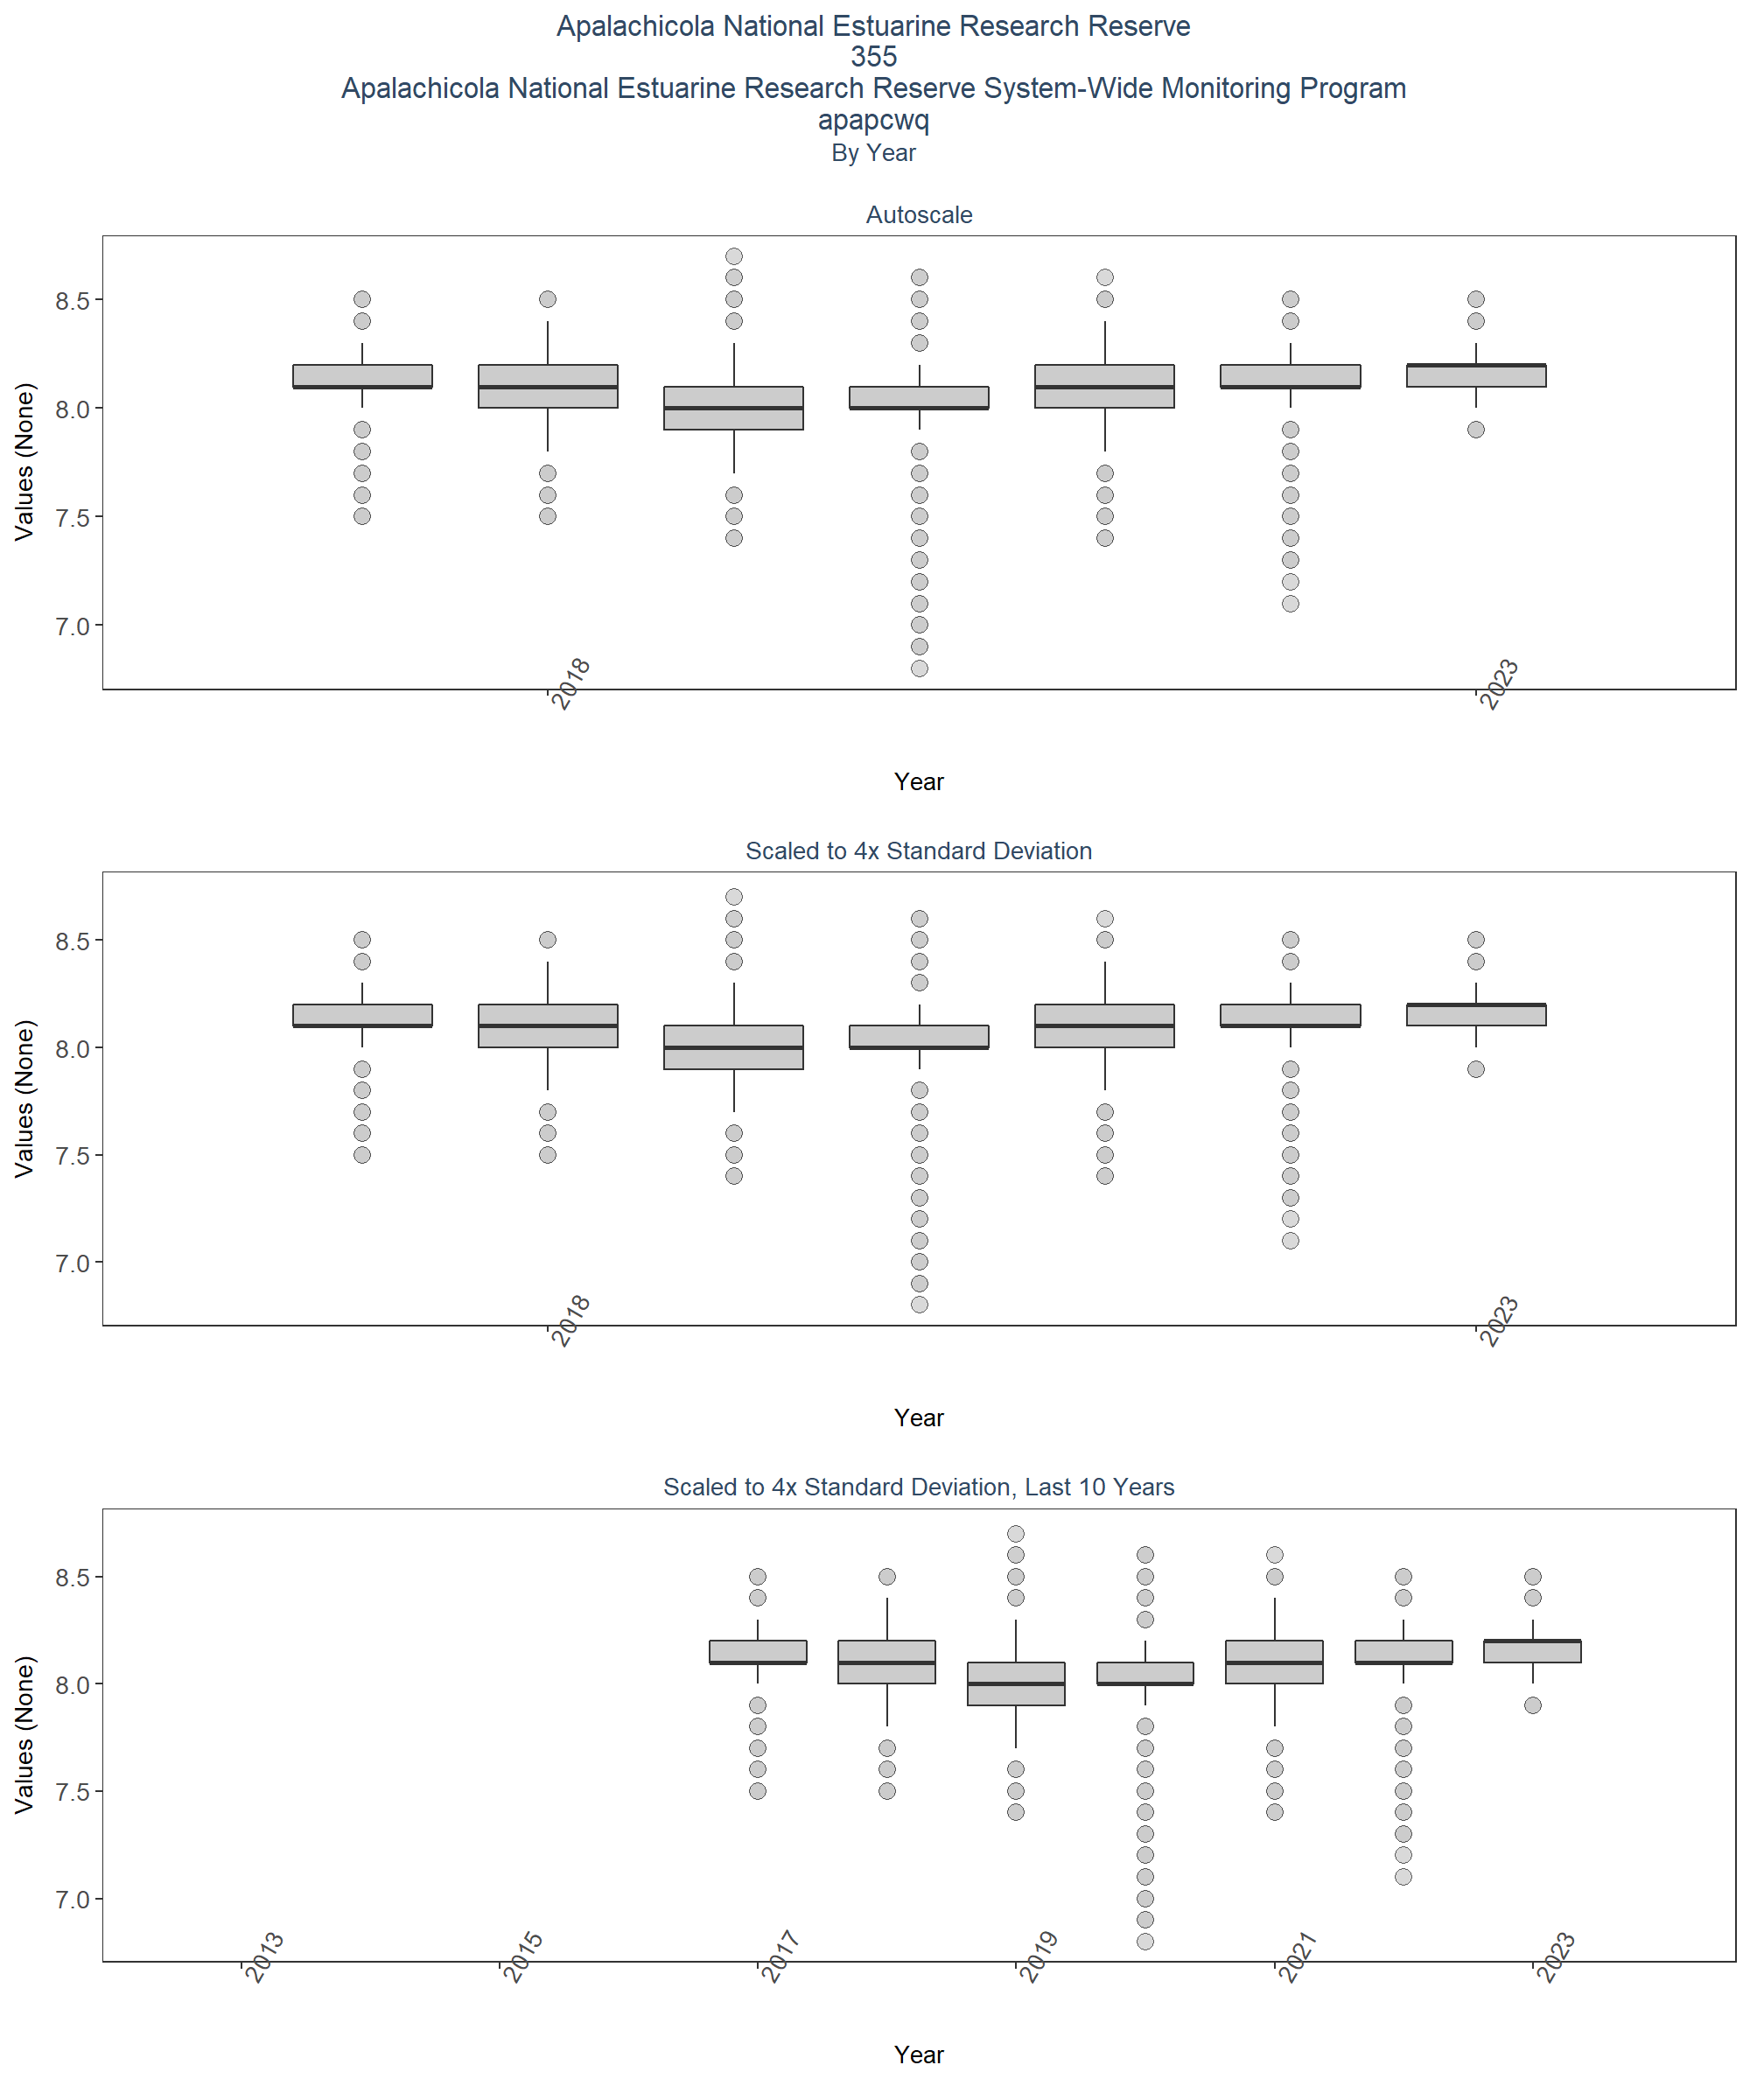 Apalachicola National Estuarine Research Reserve
355
Apalachicola National Estuarine Research Reserve System-Wide Monitoring Program
apapcwq
By Year
Autoscale
Values (None)
8.5
8.0
7.5
7.0
2018
2023
Year
Scaled to 4x Standard Deviation
Values (None)
8.5
8.0
7.5
7.0
2018
2023
Year
Scaled to 4x Standard Deviation, Last 10 Years
Values (None)
8.5
8.0
7.5
7.0
2013
2015
2017
2019
2021
2023
Year